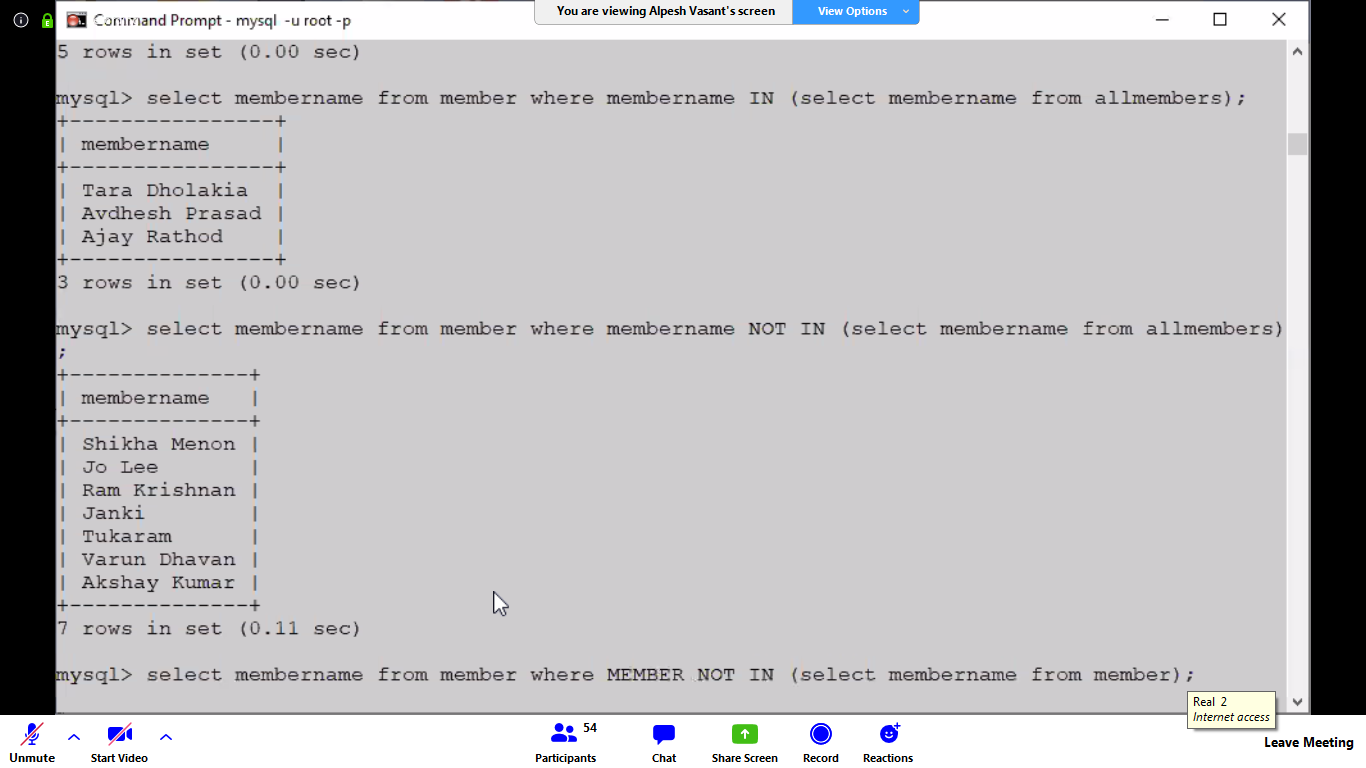 Command Prompt - mysql -u root -p
You are viewing Alpesh Vasant's screen
View Options
5 rows in set (0.00 sec)
mysql> select membername from member where membername IN (select membername from allmembers);
+----------------+
| membername     |
+----------------+
| Tara Dholakia  |
| Avdhesh Prasad |
| Ajay Rathod    |
+----------------+
3 rows in set (0.00 sec)
mysql> select membername from member where membername NOT IN (select membername from allmembers)
;
+--------------+
| membername   |
+--------------+
| Shikha Menon |
| Jo Lee       |
| Ram Krishnan |
| Janki        |
| Tukaram      |
| Varun Dhavan |
| Akshay Kumar |
+--------------+
7 rows in set (0.11 sec)
mysql> select membername from member where MEMBER NOT IN (select membername from member);
Real 2
Internet access
Unmute
Start Video
54
Participants
Chat
Share Screen
Record
Reactions
Leave Meeting